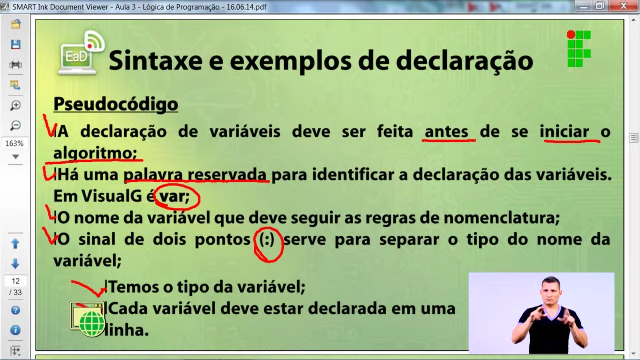 SMART Ink Document Viewer - Aula 3 - Lógica de Programação - 16.06.14.pdf
EaD
Sintaxe e exemplos de declaração
Pseudocódigo
A declaração de variáveis deve ser feita antes de se iniciar o
algoritmo;
Há uma palavra reservada para identificar a declaração das variáveis.
Em VisualG é var;
O nome da variável que deve seguir as regras de nomenclatura;
O sinal de dois pontos (:) serve para separar o tipo do nome da
variável;
Temos o tipo da variável;
Cada variável deve estar declarada em uma
linha.
163%
12
/ 33